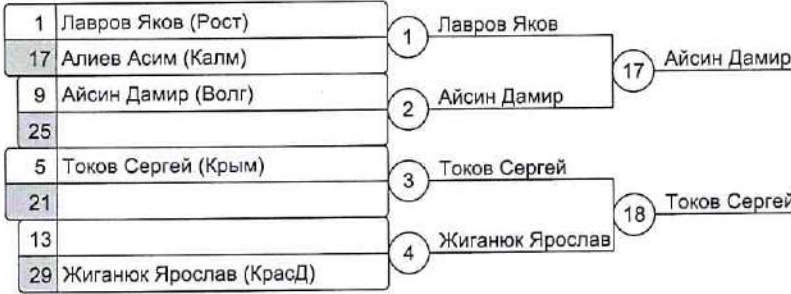 1 Лавров Яков (Рост)
17 Алиев Асим (Калм)
9 Айсин Дамир (Волг)
25
5 Токов Сергей (Крым)
21
13
29 Жиганюк Ярослав (КрасД)
1 Лавров Яков
2 Айсин Дамир
3 Токов Сергей
4 Жиганюк Ярослав
17 Айсин Дамир
18 Токов Сергей